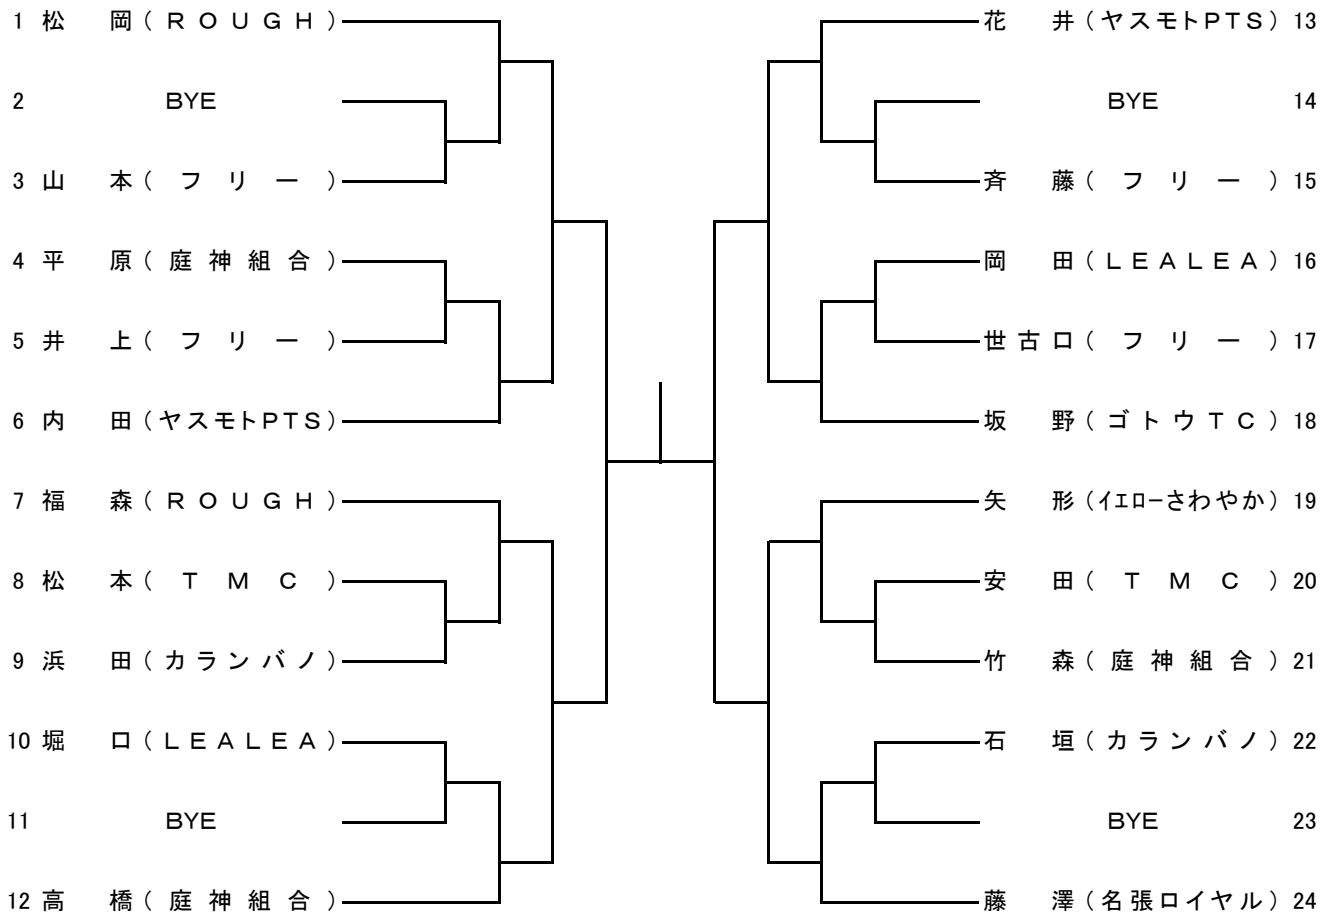 1 松 岡 ( ROUGH )
2 BYE
3 山 本 ( フリー )
4 平 原 ( 庭神組合 )
5 井 上 ( フリー )
6 内 田 ( ヤスモトPTS )
7 福 森 ( ROUGH )
8 松 本 ( TMC )
9 浜 田 ( カランバノ )
10 堀 口 ( LEALEA )
11 BYE
12 高 橋 ( 庭神組合 )
花 井 ( ヤスモトPTS ) 13
BYE 14
斉 藤 ( フリー ) 15
岡 田 ( LEALEA ) 16
世古口 ( フリー ) 17
坂 野 ( ゴトウTC ) 18
矢 形 ( イエローさわやか ) 19
安 田 ( TMC ) 20
竹 森 ( 庭神組合 ) 21
石 垣 ( カランバノ ) 22
BYE 23
藤 澤 ( 名張ロイヤル ) 24